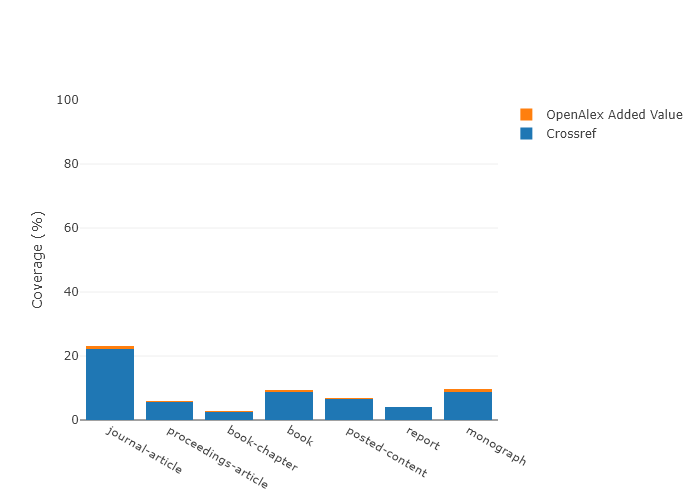 100
80
60
40
20
0
Coverage (%)
journal-article
proceedings-article
book-chapter
book
posted-content
report
monograph
OpenAlex Added Value
Crossref